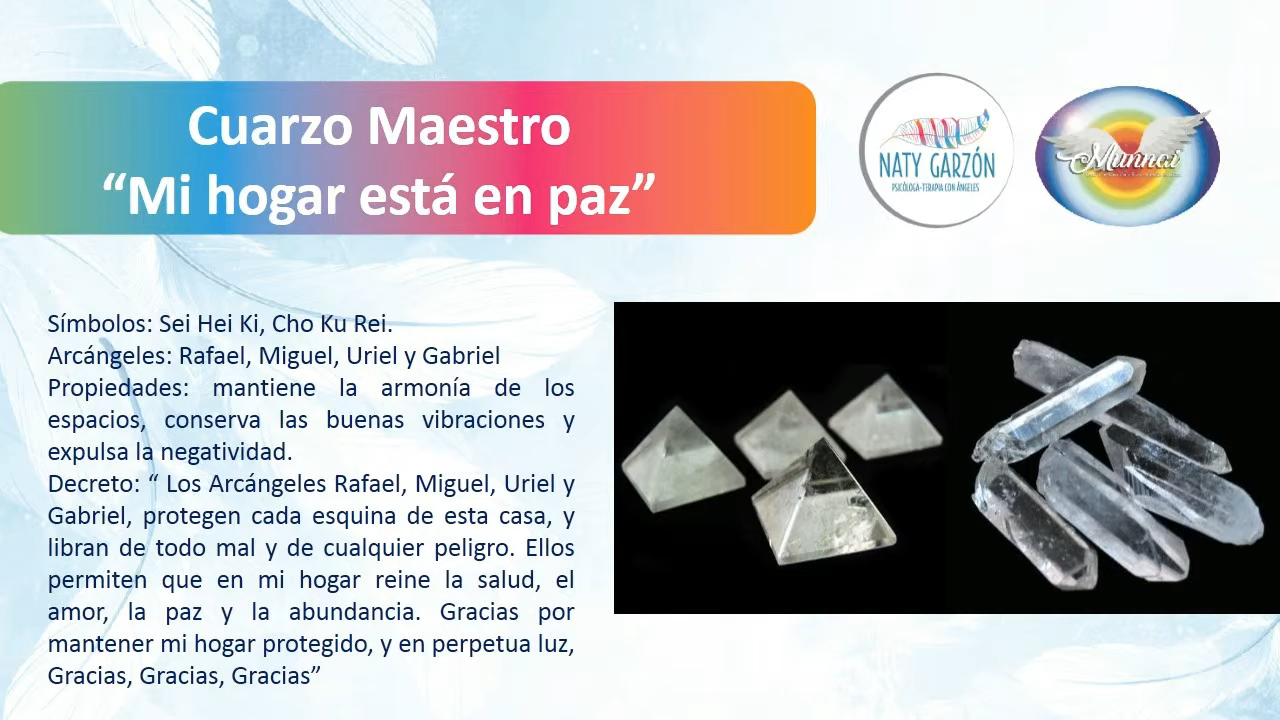 Cuarzo Maestro
“Mi hogar está en paz”
NATY GARZÓN
PSICÓLOGA-TERAPIA CON ÁNGELES
Munnai
Símbolos: Sei Hei Ki, Cho Ku Rei.
Arcángeles: Rafael, Miguel, Uriel y Gabriel
Propiedades: mantiene la armonía de los
espacios, conserva las buenas vibraciones y
expulsa la negatividad.
Decreto: “ Los Arcángeles Rafael, Miguel, Uriel y
Gabriel, protegen cada esquina de esta casa, y
libran de todo mal y de cualquier peligro. Ellos
permiten que en mi hogar reine la salud, el
amor, la paz y la abundancia. Gracias por
mantener mi hogar protegido, y en perpetua luz,
Gracias, Gracias, Gracias”